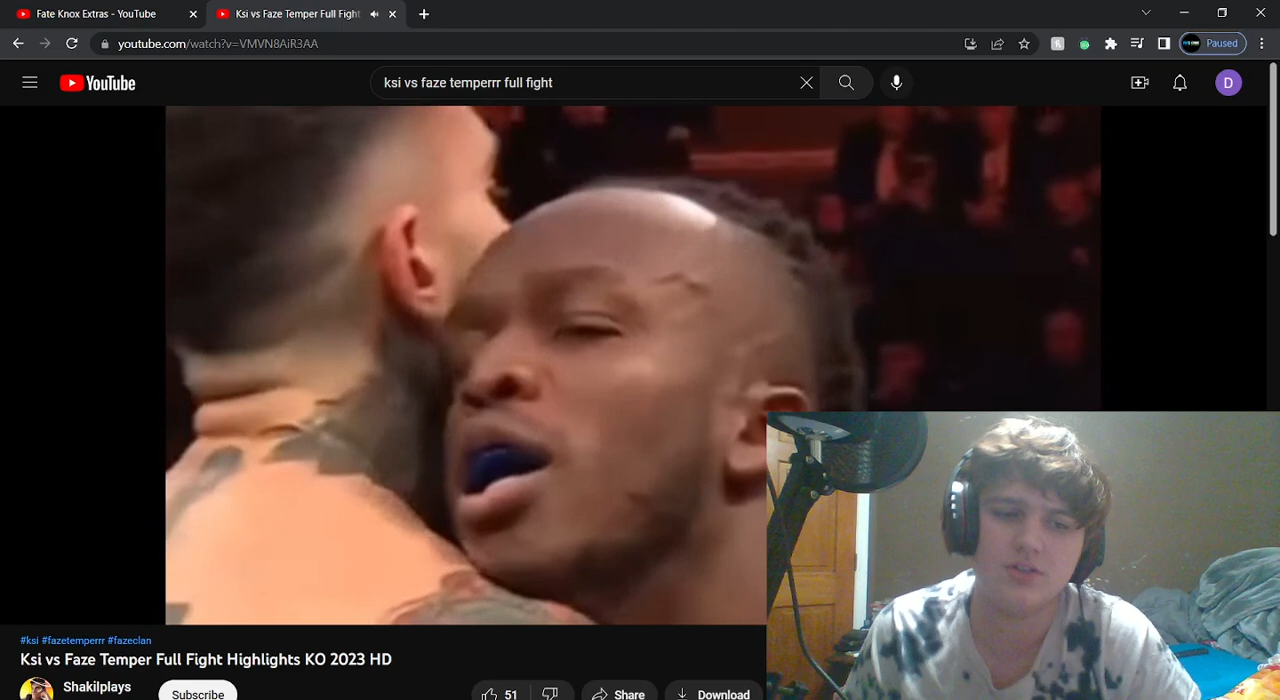 Fate Knox Extras - YouTube
Ksi vs Faze Temper Full Fight
youtube.com/watch?v=VMVN8AiR3AA
Paused
YouTube
ksi vs faze temperrr full fight
D
#ksi #fazetemperrr #fazeclan
Ksi vs Faze Temper Full Fight Highlights KO 2023 HD
Shakilplays
Subscribe
51
Share
Download